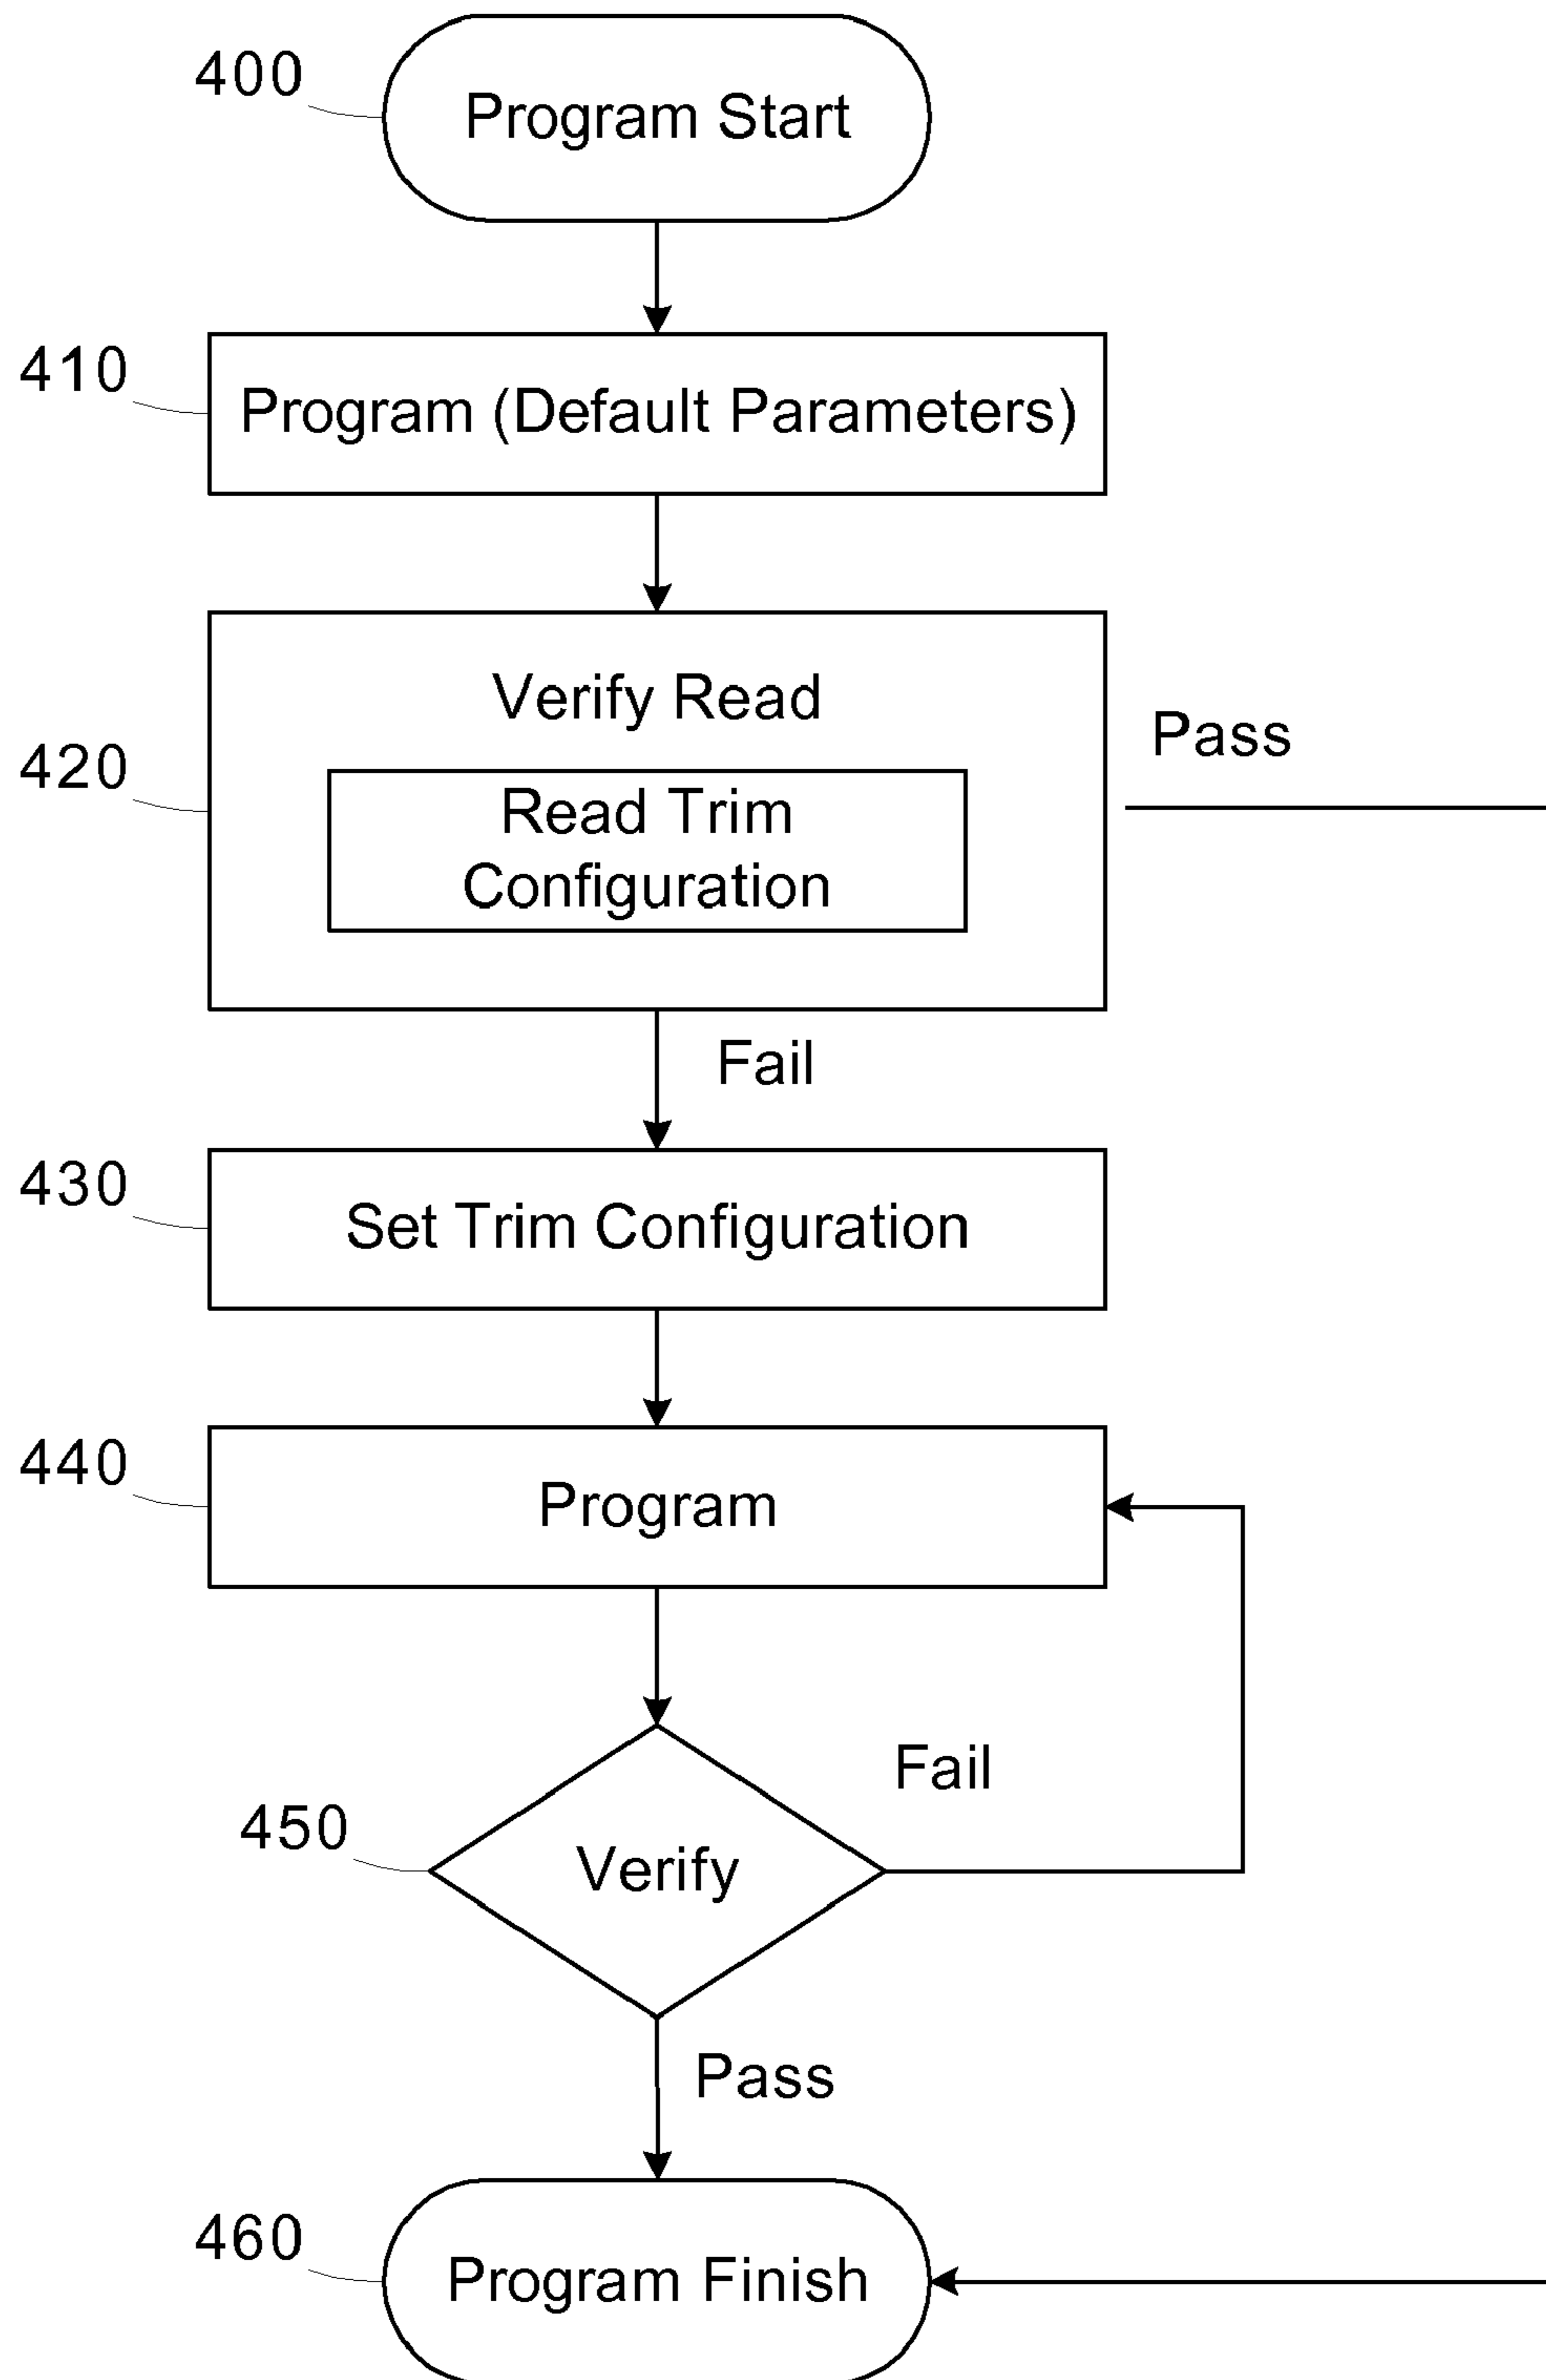 400
Program Start
410
Program (Default Parameters)
420
Verify Read
Pass
Read Trim
Configuration
Fail
430
Set Trim Configuration
440
Program
Fail
450
Verify
Pass
460
Program Finish